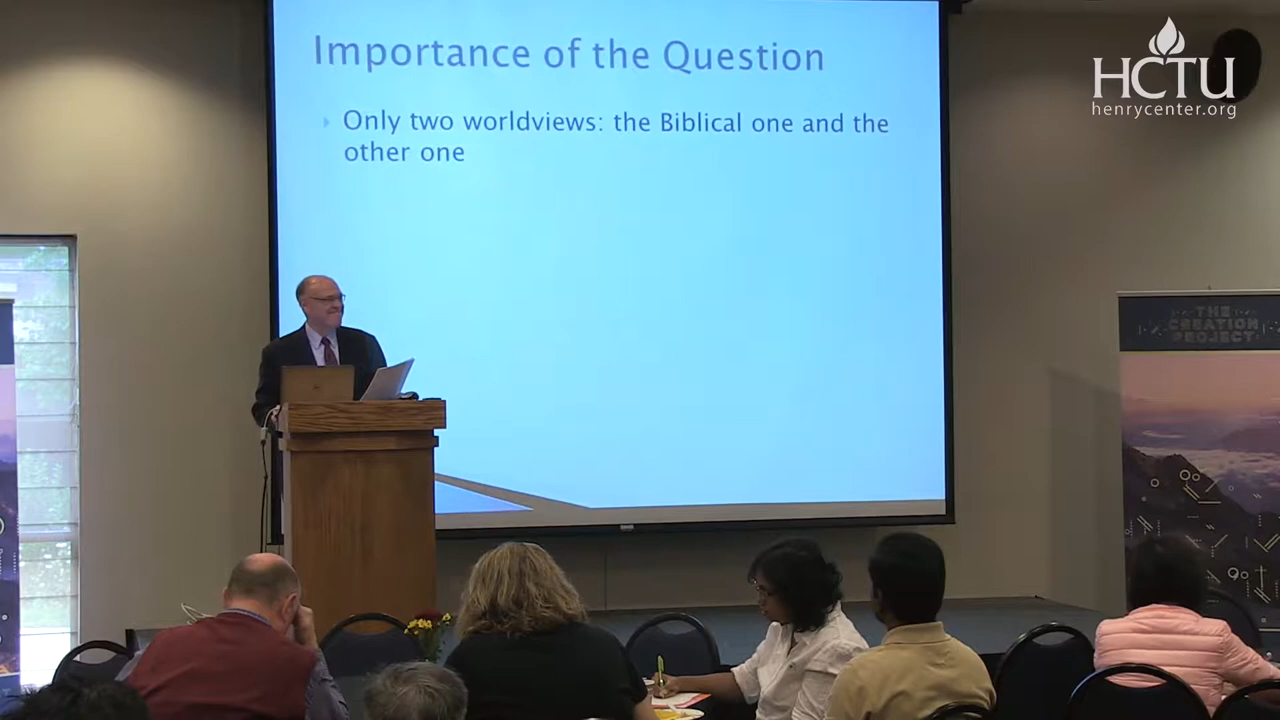 Importance of the Question
Only two worldviews: the Biblical one and the
other one
HCTU
henrycenter.org
THE
CREATION
PROJECT